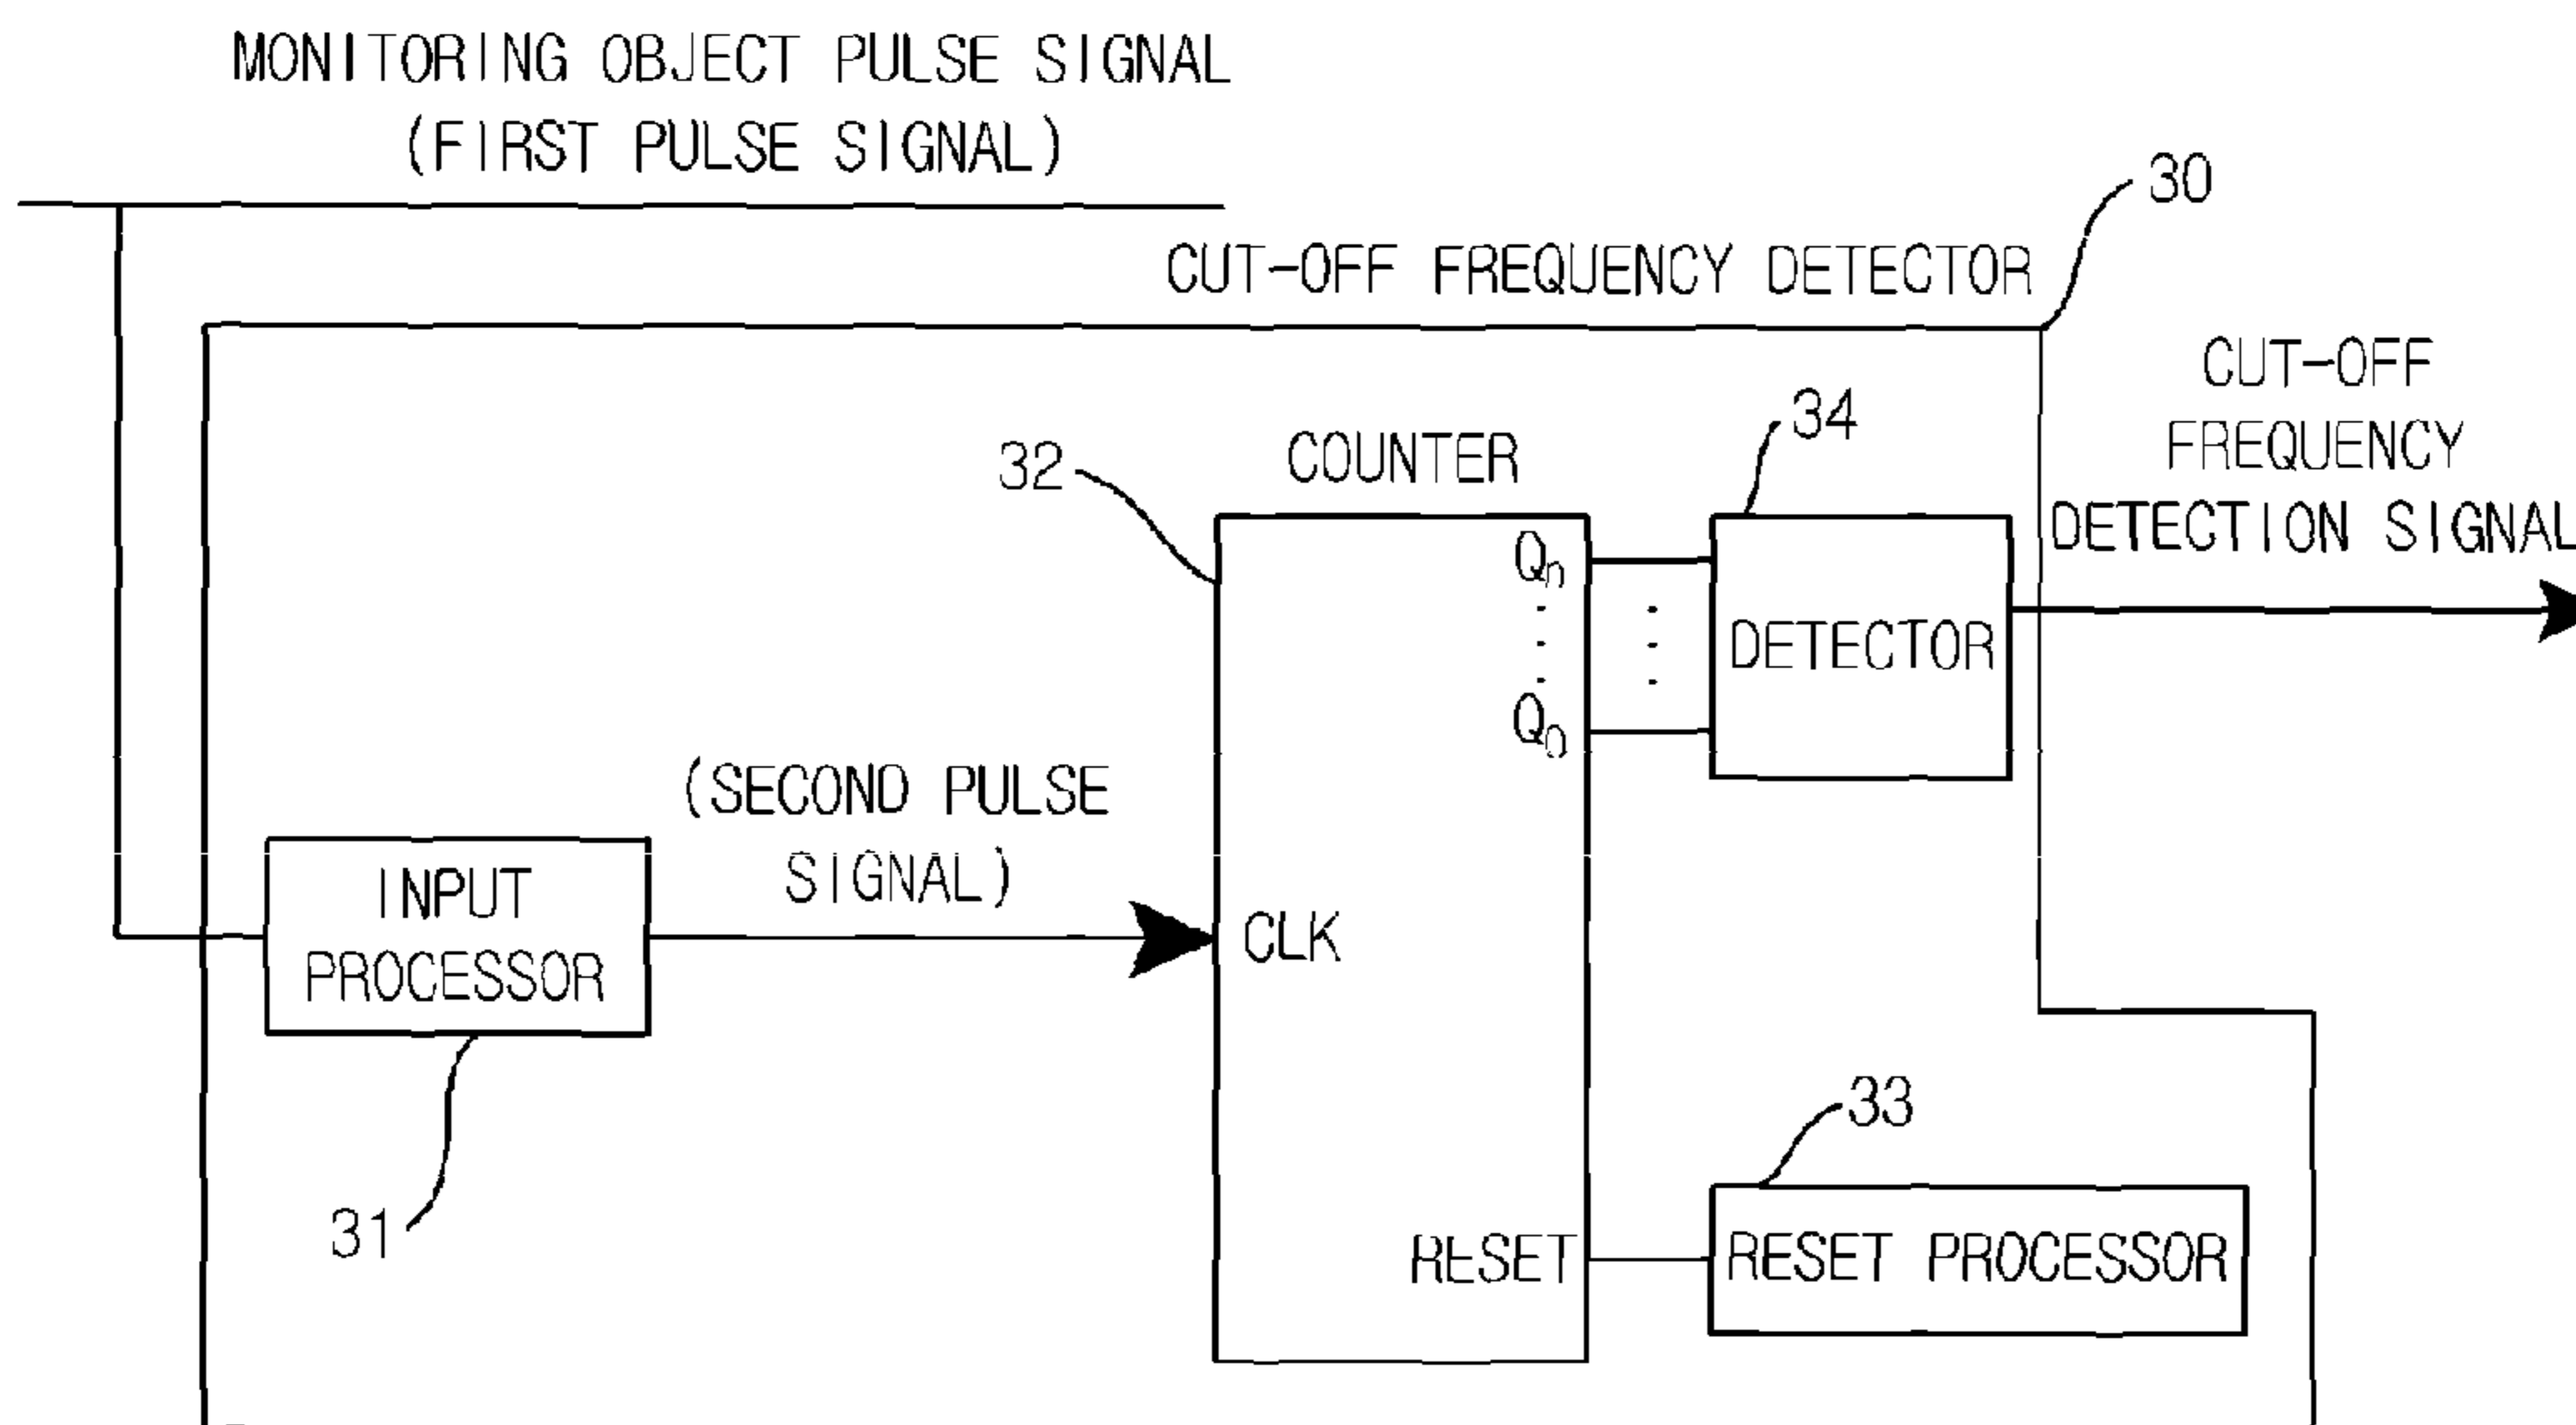 MONITORING OBJECT PULSE SIGNAL
(FIRST PULSE SIGNAL)
30
CUT-OFF FREQUENCY DETECTOR
CUT-OFF
FREQUENCY
DETECTION SIGNAL
34
32
COUNTER
Qn
DETECTOR
Q0
(SECOND PULSE
SIGNAL)
INPUT
PROCESSOR
CLK
33
31
RESET
RESET PROCESSOR